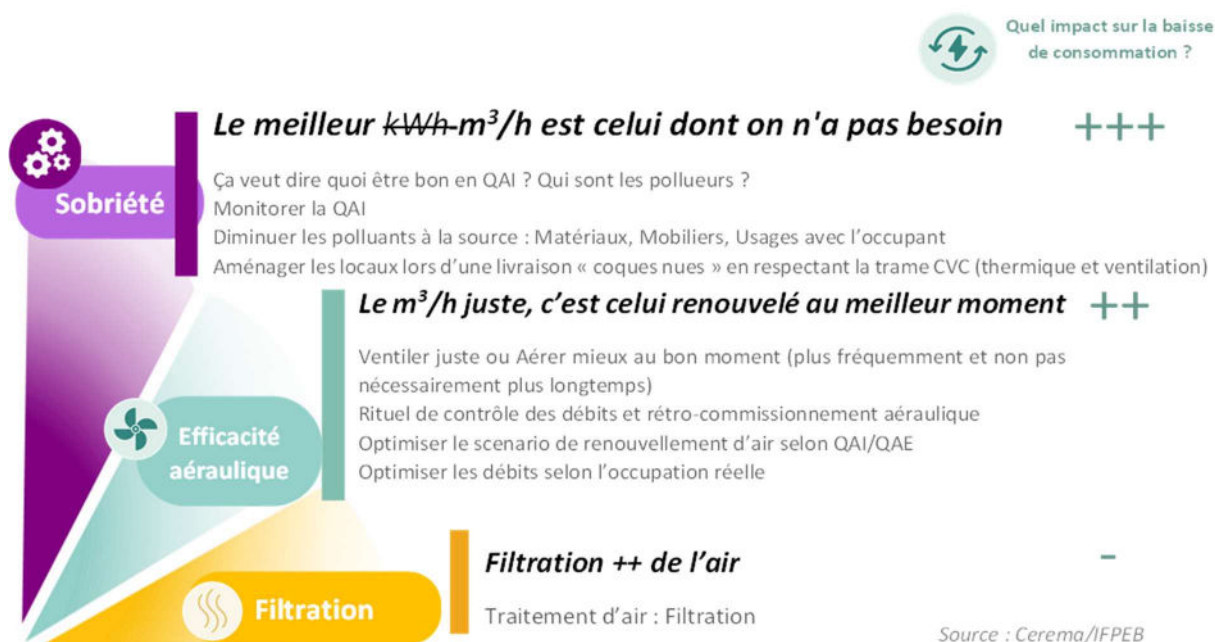 Quel impact sur la baisse
de consommation ?
Le meilleur kWh-m³/h est celui dont on n'a pas besoin
+++
Sobriété
Ça veut dire quoi être bon en QAI ? Qui sont les pollueurs ?
Monitorer la QAI
Diminuer les polluants à la source : Matériaux, Mobiliers, Usages avec l’occupant
Aménager les locaux lors d’une livraison « coques nues » en respectant la trame CVC (thermique et ventilation)
Le m³/h juste, c’est celui renouvelé au meilleur moment
++
Efficacité
aéraulique
Ventiler juste ou Aérer mieux au bon moment (plus fréquemment et non pas
nécessairement plus longtemps)
Rituel de contrôle des débits et rétro-commissionnement aéraulique
Optimiser le scenario de renouvellement d’air selon QAI/QAE
Optimiser les débits selon l’occupation réelle
Filtration ++ de l’air
-
Filtration
Traitement d’air : Filtration
Source : Cerema/IFPEB